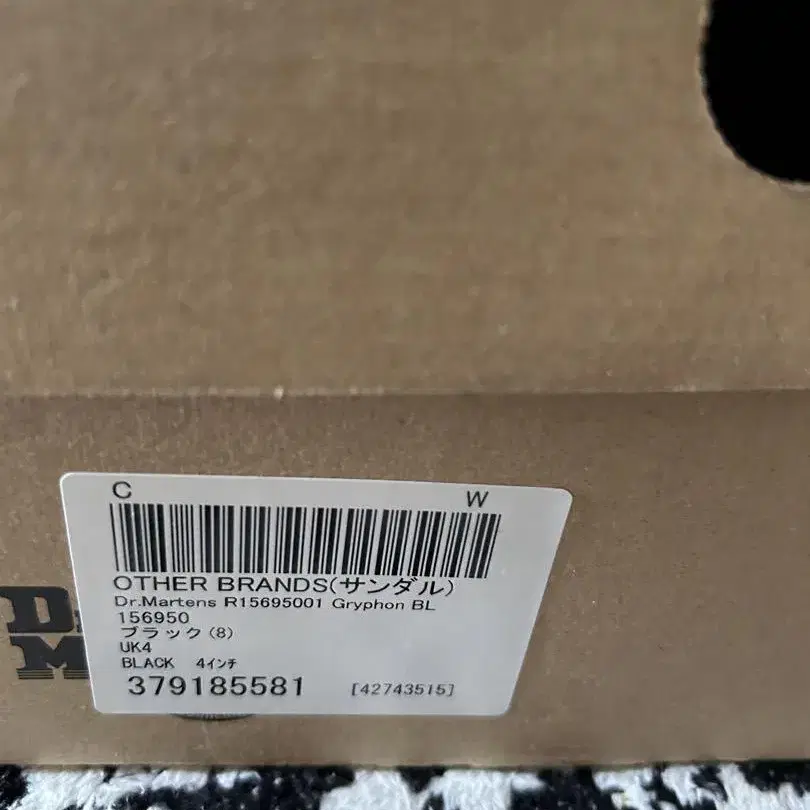 C W
OTHER BRANDS(サンダル)
Dr.Martens R15695001 Gryphon BL
156950
ブラック(8)
UK4
BLACK 4インチ
379185581 [42743515]
D
M